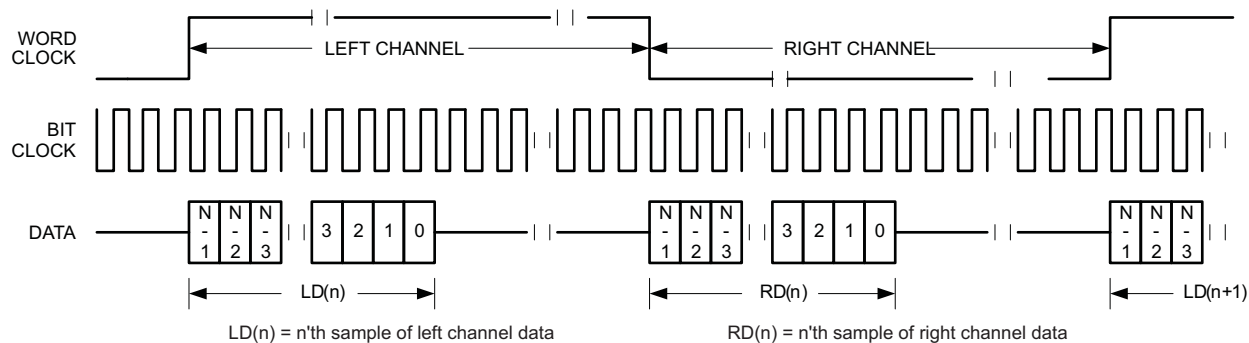 WORD
CLOCK
LEFT CHANNEL
RIGHT CHANNEL
BIT
CLOCK
DATA
N
-
1
N
-
2
N
-
3
3 2 1 0
N
-
1
N
-
2
N
-
3
3 2 1 0
N
-
1
N
-
2
N
-
3
LD(n)
RD(n)
LD(n+1)
LD(n) = n'th sample of left channel data
RD(n) = n'th sample of right channel data